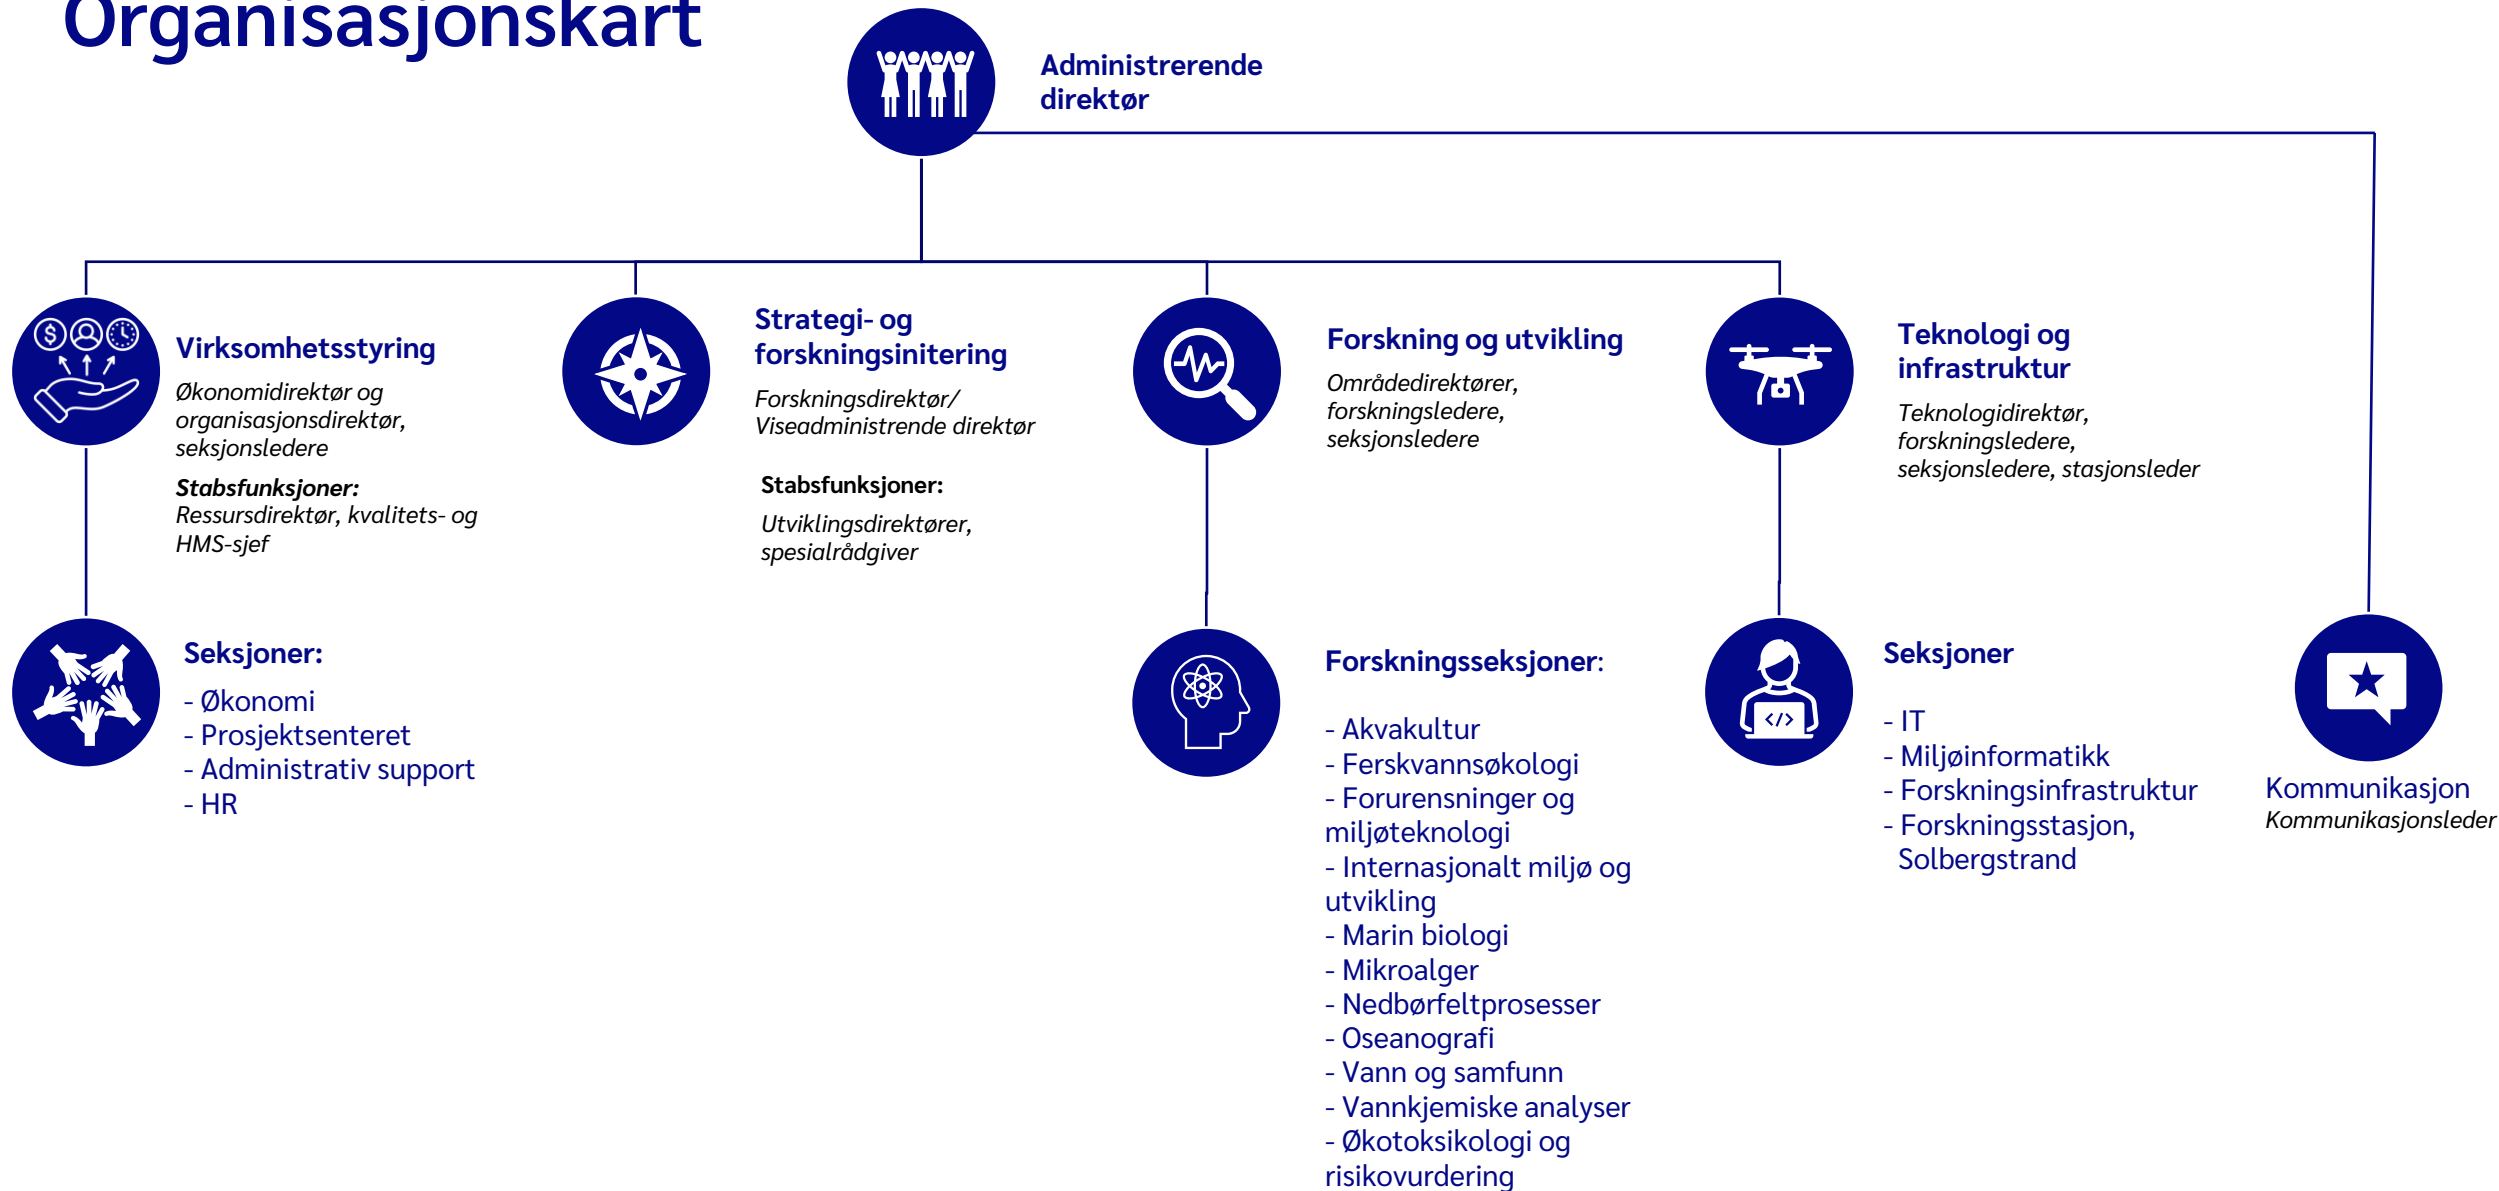 Organisasjonskart
Administrerende
direktør
Virksomhetsstyring
Økonomidirektør og
organisasjonsdirektør,
seksjonsledere
Stabsfunksjoner:
Ressursdirektør, kvalitets- og
HMS-sjef
Strategi- og
forskningsinitering
Forskningsdirektør/
Viseadministrende direktør
Stabsfunksjoner:
Utviklingsdirektører,
spesialrådgiver
Forskning og utvikling
Områdedirektører,
forskningsledere,
seksjonsledere
Teknologi og
infrastruktur
Teknologidirektør,
forskningsledere,
seksjonsledere, stasjonsleder
Seksjoner:
- Økonomi
- Prosjektsenteret
- Administrativ support
- HR
Forskningsseksjoner:
- Akvakultur
- Ferskvannsøkologi
- Forurensninger og
miljøteknologi
- Internasjonalt miljø og
utvikling
- Marin biologi
- Mikroalger
- Nedbørfeltprosesser
- Oseanografi
- Vann og samfunn
- Vannkjemiske analyser
- Økotoksikologi og
risikovurdering
Seksjoner
- IT
- Miljøinformatikk
- Forskningsinfrastruktur
- Forskningsstasjon,
Solbergstrand
Kommunikasjon
Kommunikasjonsleder